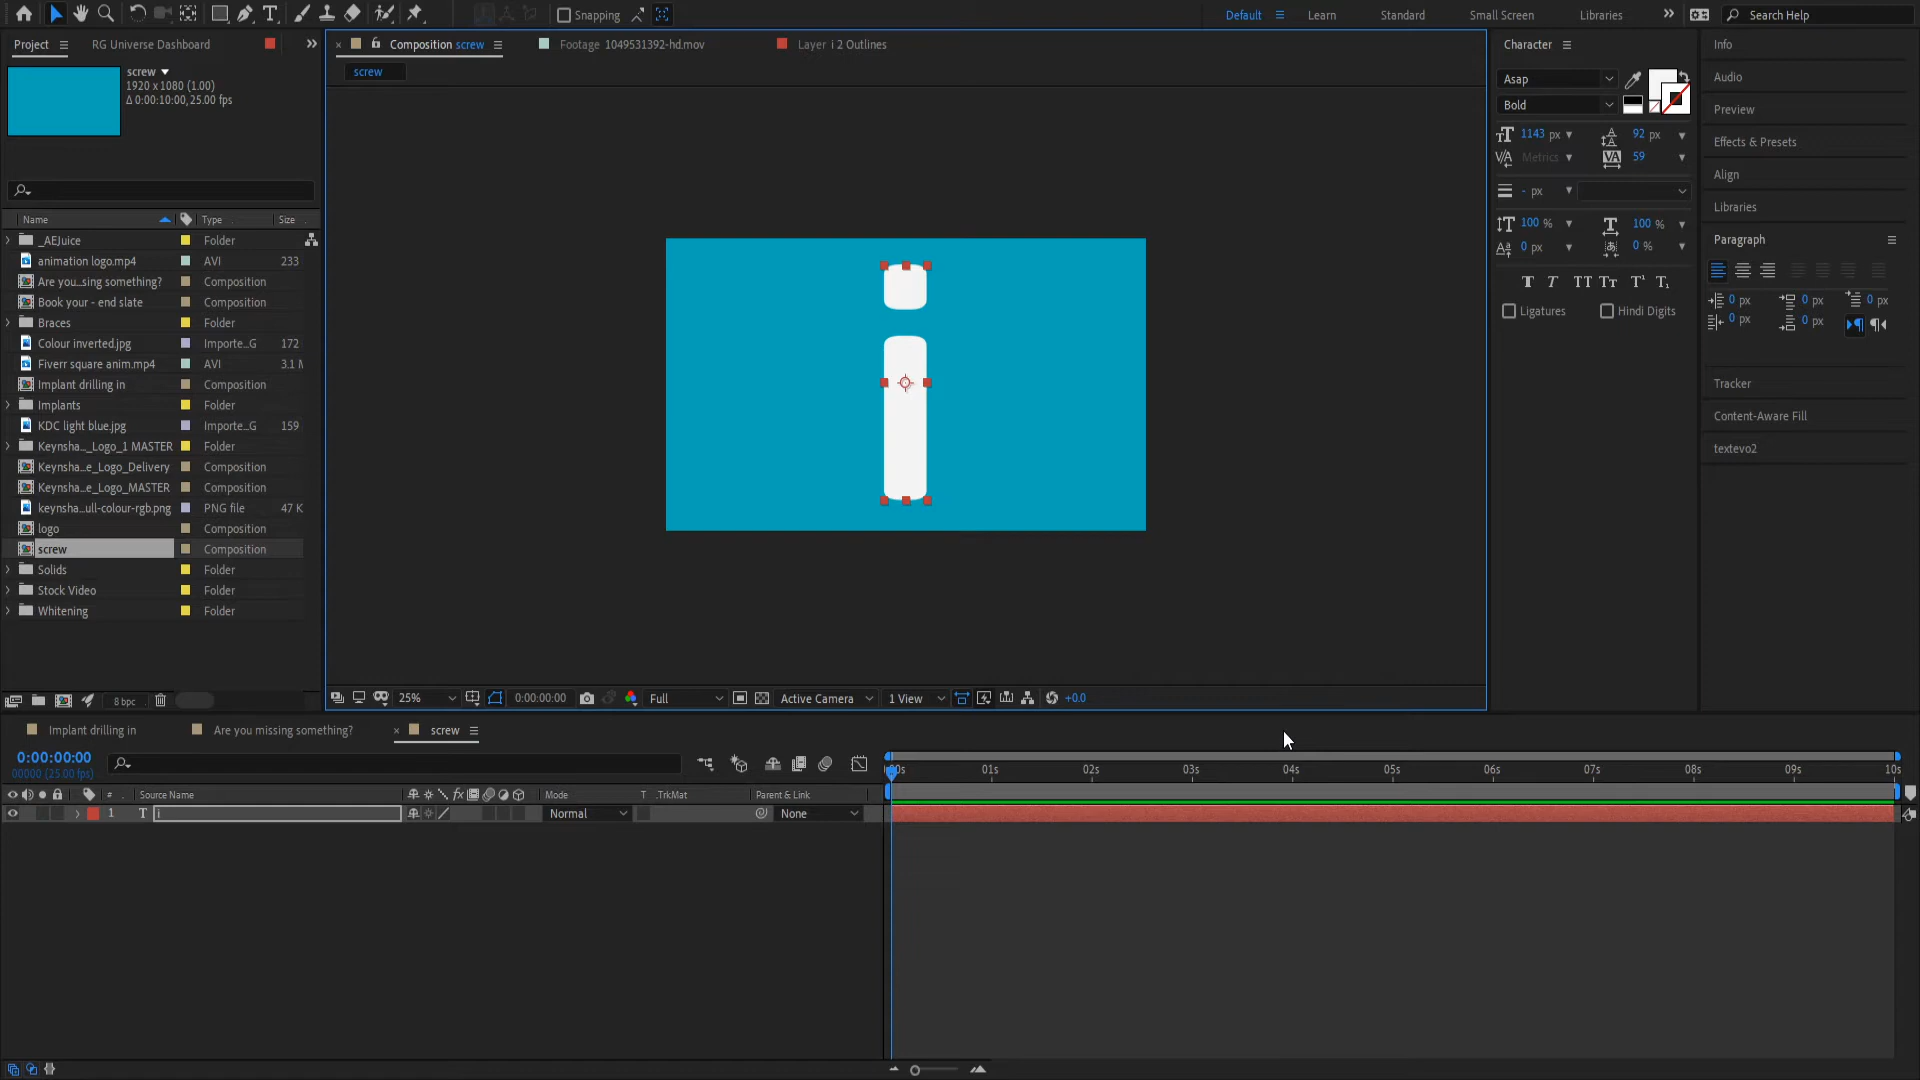 Snapping
Default
Learn
Standard
Small Screen
Libraries
Search Help
Project
RG Universe Dashboard
Composition screw
Footage 1049531392-hd.mov
Layer i 2 Outlines
Character
Info
screw
1920 x 1080 (1.00)
Δ 0:00:10:00, 25.00 fps
screw
Asap
Bold
1143 px
92 px
Metrics
59
- px
100 %
100 %
0 px
0 %
Ligatures
Hindi Digits
Audio
Preview
Effects & Presets
Align
Libraries
Paragraph
0 px
0 px
0 px
0 px
0 px
Tracker
Content-Aware Fill
textevo2
Name
Type
Size
_AEJuice
Folder
animation logo.mp4
AVI
233
Are you...sing something?
Composition
Book your - end slate
Composition
Braces
Folder
Colour inverted.jpg
Importe...G
172
Fiverr square anim.mp4
AVI
3.1 M
Implant drilling in
Composition
Implants
Folder
KDC light blue.jpg
Importe...G
159
Keynsha..._Logo_1 MASTER
Folder
Keynsha...e_Logo_Delivery
Composition
Keynsha...e_Logo_MASTER
Composition
keynsha...ull-colour-rgb.png
PNG file
47 K
logo
Composition
screw
Composition
Solids
Folder
Stock Video
Folder
Whitening
Folder
i
8 bpc
25%
0:00:00:00
Full
Active Camera
1 View
+0.0
Implant drilling in
Are you missing something?
screw
0:00:00:00
00000 (25.00 fps)
:00s
01s
02s
03s
04s
05s
06s
07s
08s
09s
10s
#
Source Name
fx
Mode
T
.TrkMat
Parent & Link
1
T
i
Normal
None